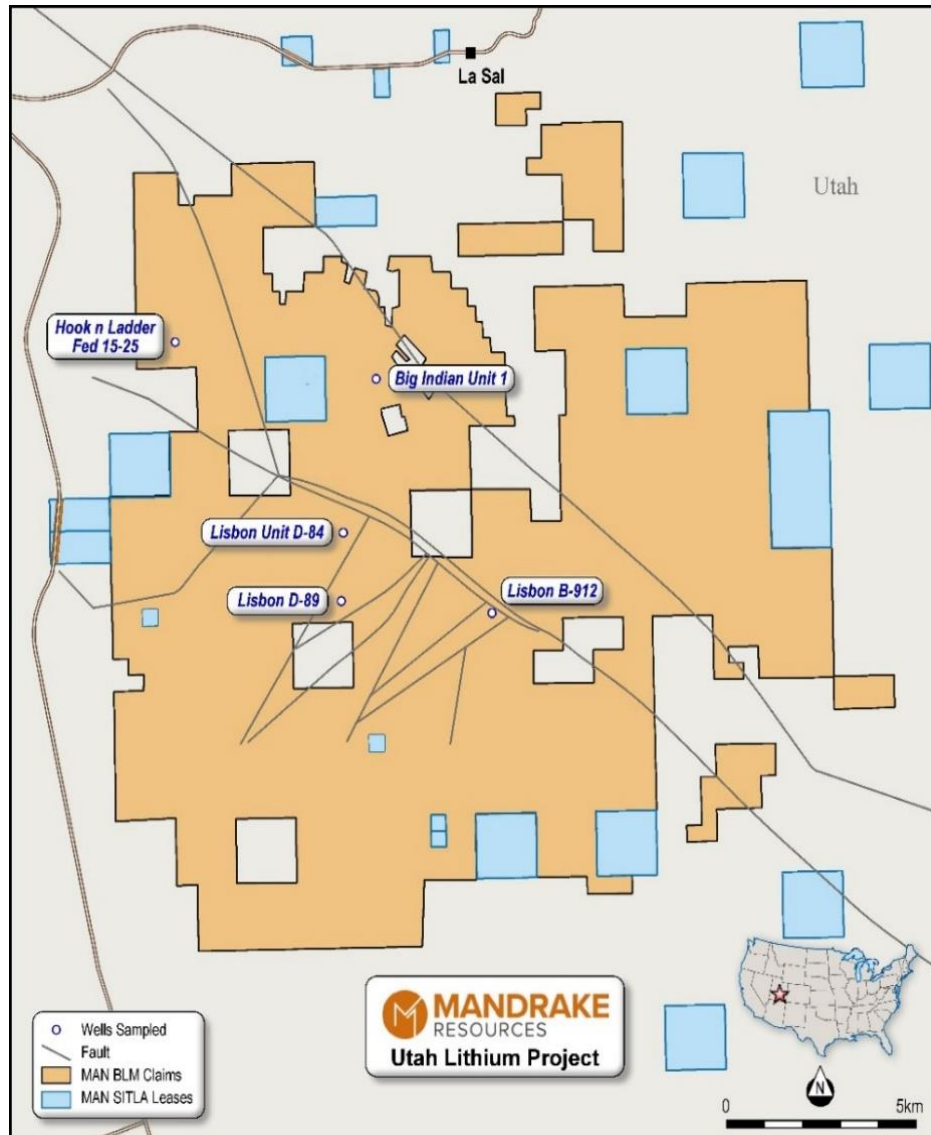 La Sal
Utah
Hook n Ladder
Fed 15-25
Big Indian Unit 1
Lisbon Unit D-84
Lisbon D-89
Lisbon B-912
MANDRAKE
RESOURCES
Utah Lithium Project
Wells Sampled
Fault
MAN BLM Claims
MAN SITLA Leases
N
0 5km